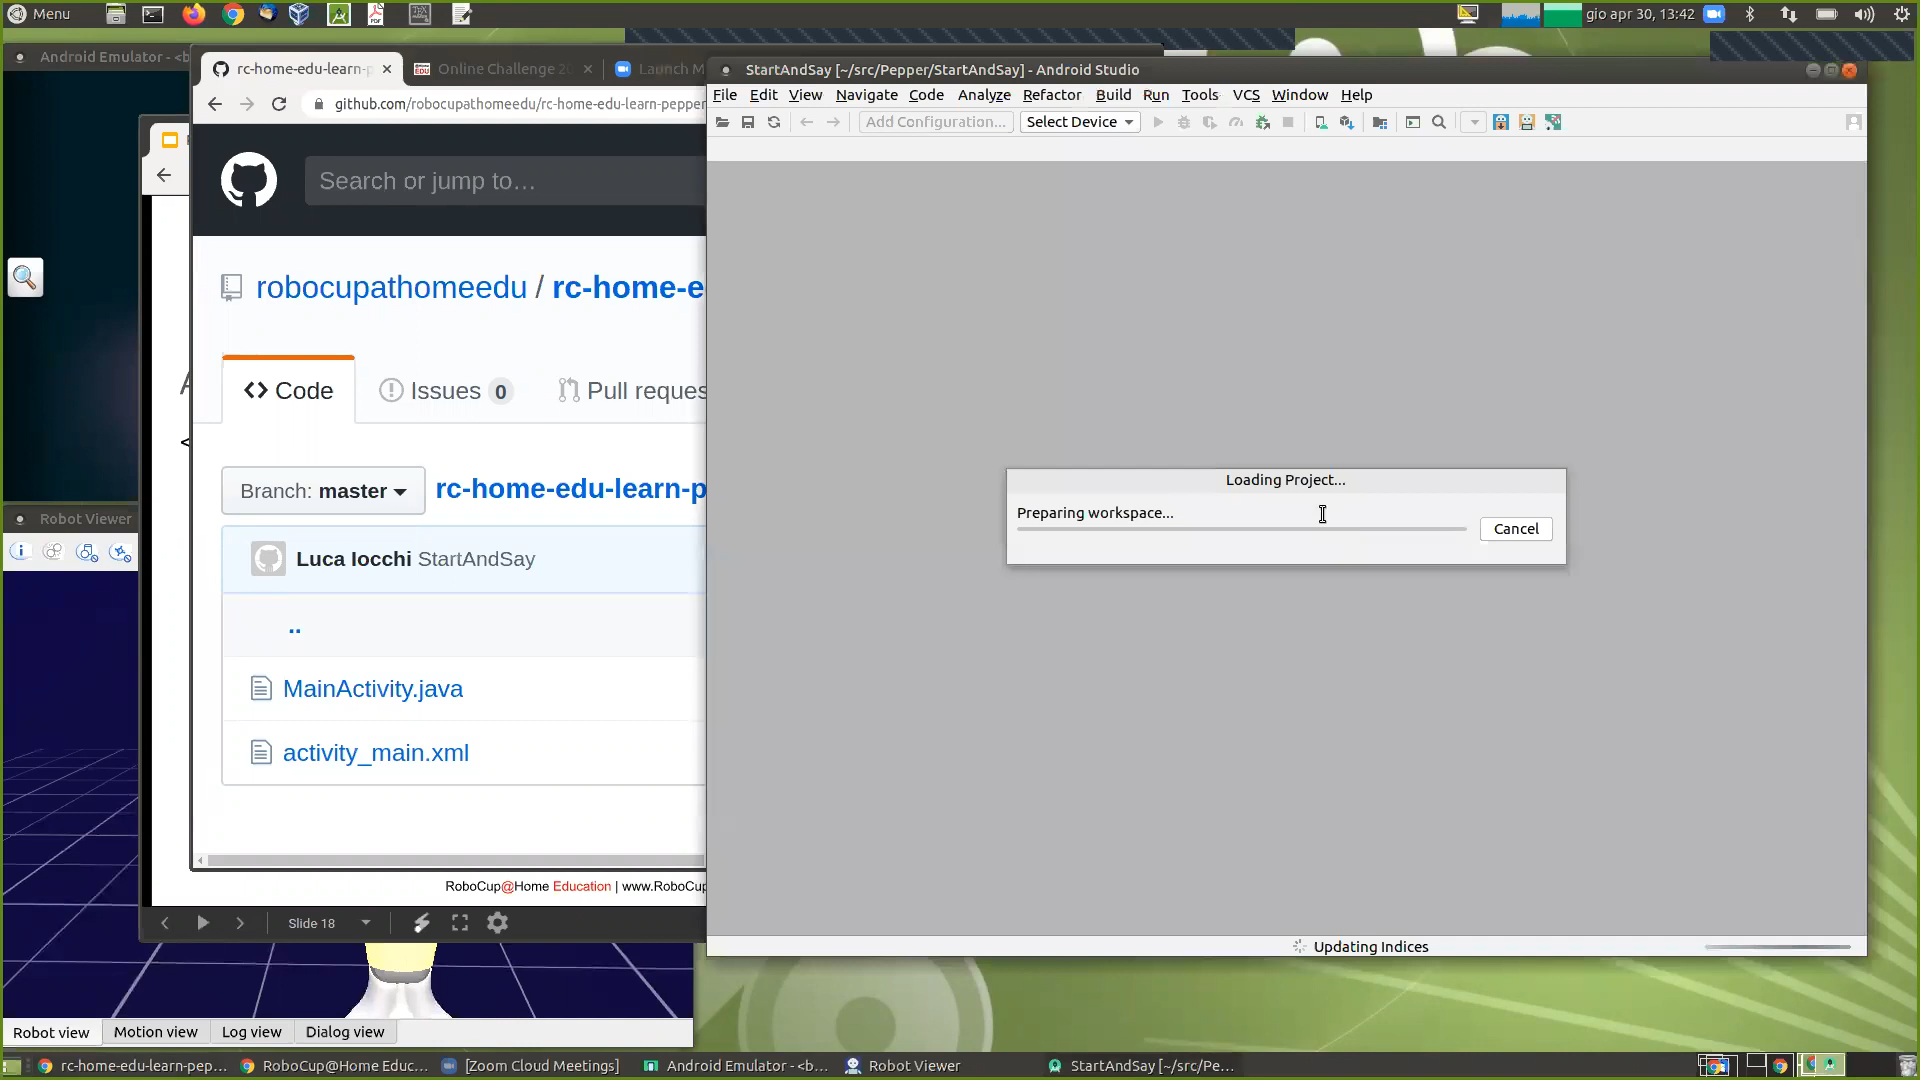 Menu
gio apr 30, 13:42
Android Emulator - <b
rc-home-edu-learn-p
Online Challenge 20
Launch M
github.com/robocupathomeedu/rc-home-edu-learn-pepper
Search or jump to…
robocupathomeedu / rc-home-e
Code
Issues 0
Pull reques
Branch: master
rc-home-edu-learn-p
Luca Iocchi StartAndSay
..
MainActivity.java
activity_main.xml
RoboCup@Home Education | www.RoboCup
Slide 18
StartAndSay [~/src/Pepper/StartAndSay] - Android Studio
File Edit View Navigate Code Analyze Refactor Build Run Tools VCS Window Help
Add Configuration...
Select Device
Loading Project...
Preparing workspace...
Cancel
Updating Indices
Robot Viewer
Robot view
Motion view
Log view
Dialog view
rc-home-edu-learn-pep...
RoboCup@Home Educ...
[Zoom Cloud Meetings]
Android Emulator - <b...
Robot Viewer
StartAndSay [~/src/Pe...